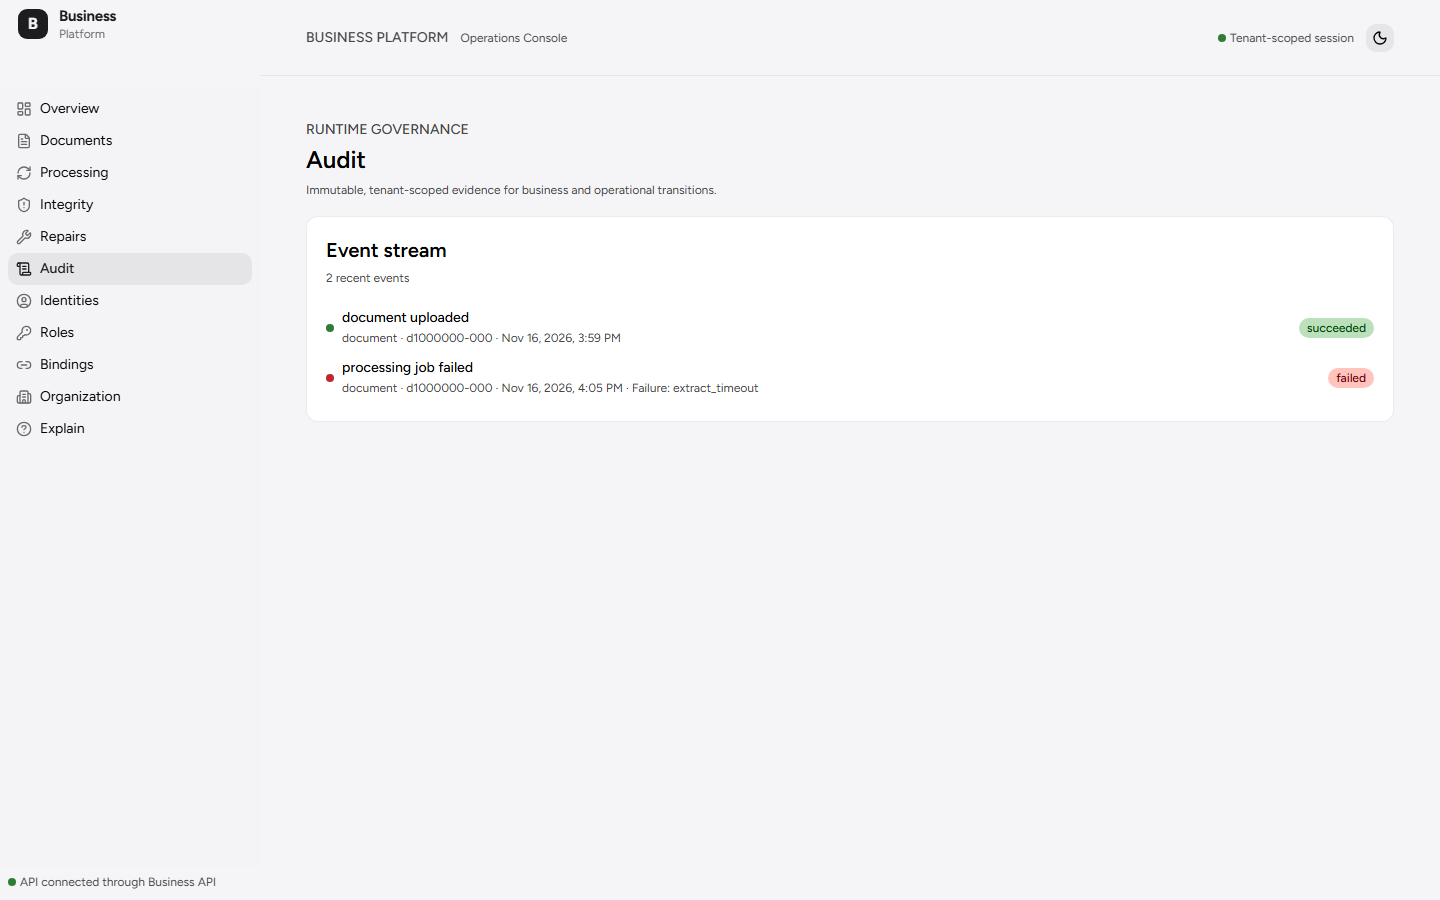 B
Business
Platform
BUSINESS PLATFORM Operations Console
Tenant-scoped session
Overview
Documents
Processing
Integrity
Repairs
Audit
Identities
Roles
Bindings
Organization
Explain
RUNTIME GOVERNANCE
Audit
Immutable, tenant-scoped evidence for business and operational transitions.
Event stream
2 recent events
document uploaded
document · d1000000-000 · Nov 16, 2026, 3:59 PM
succeeded
processing job failed
document · d1000000-000 · Nov 16, 2026, 4:05 PM · Failure: extract_timeout
failed
API connected through Business API